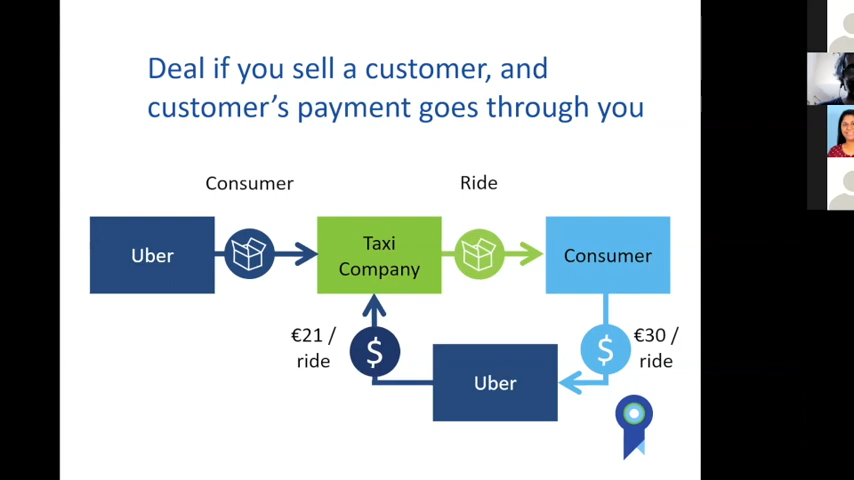 Deal if you sell a customer, and
customer's payment goes through you
Consumer
Ride
Uber
Taxi
Company
Consumer
€21 /
ride
$
Uber
$
€30 /
ride